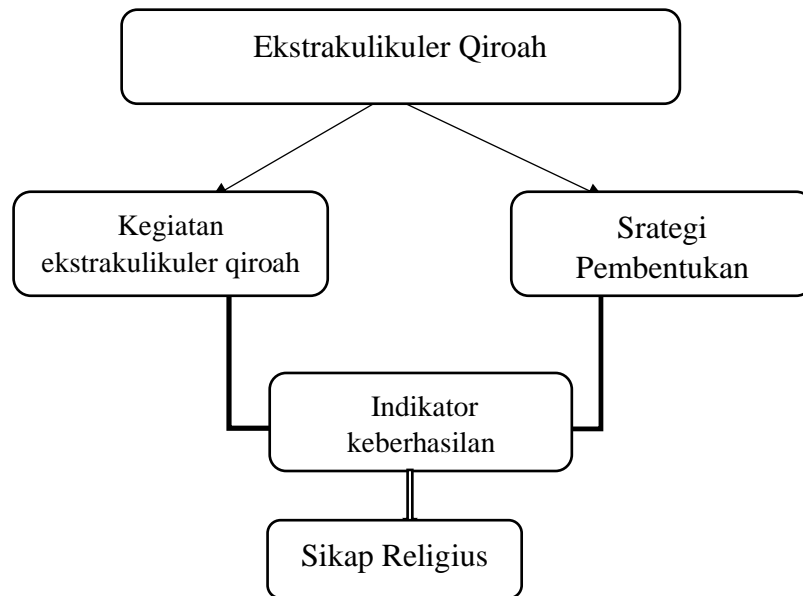 Ekstrakulikuler Qiroah
Kegiatan
ekstrakulikuler qiroah
Srategi
Pembentukan
Indikator
keberhasilan
Sikap Religius